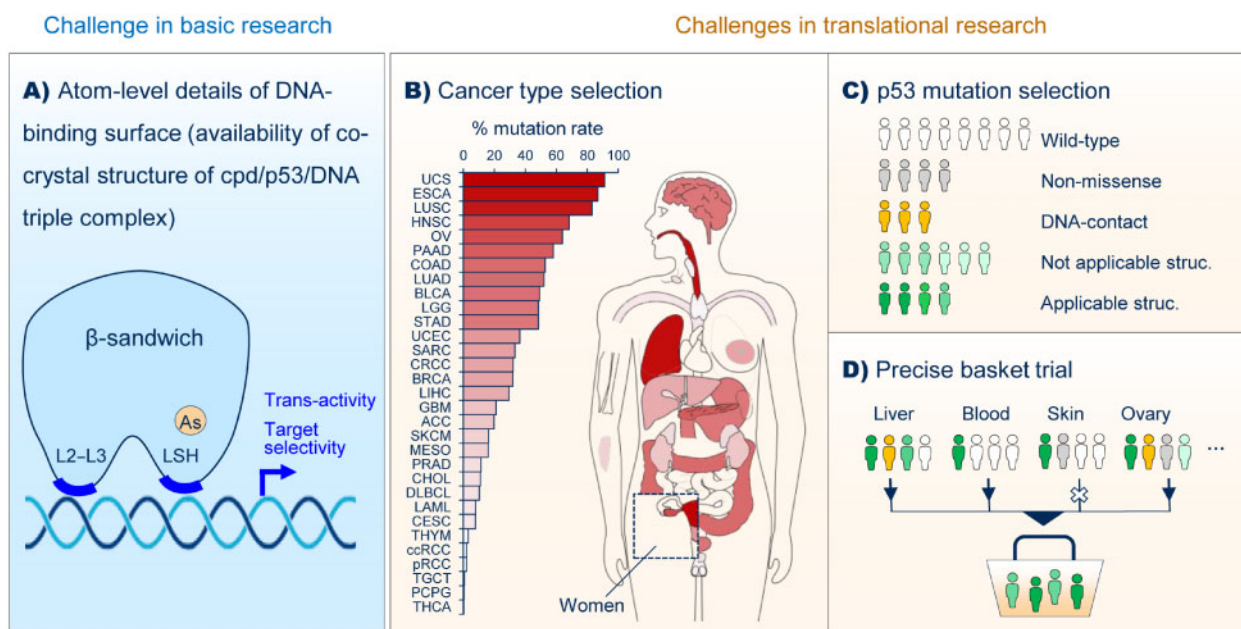 Challenge in basic research
Challenges in translational research
A) Atom-level details of DNA-
binding surface (availability of co-
crystal structure of cpd/p53/DNA
triple complex)
β-sandwich
As
L2–L3
LSH
Trans-activity
Target
selectivity
B) Cancer type selection
% mutation rate
0 20 40 60 80 100
UCS
ESCA
LUSC
HNSC
OV
PAAD
COAD
LUAD
BLCA
LGG
STAD
UCEC
SARC
CRCC
BRCA
LIHC
GBM
ACC
SKCM
MESO
PRAD
CHOL
DLBCL
LAML
CESC
THYM
ccRCC
pRCC
TGCT
PCPG
THCA
Women
C) p53 mutation selection
Wild-type
Non-missense
DNA-contact
Not applicable struc.
Applicable struc.
D) Precise basket trial
Liver Blood Skin Ovary
...